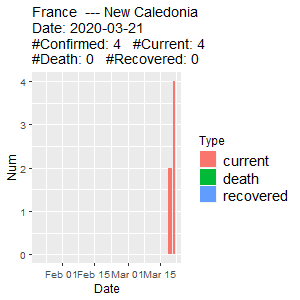 France  --- New Caledonia
Date: 2020-03-21
#Confirmed: 4   #Current: 4
#Death: 0   #Recovered: 0
4
3
2
1
0
Num
Feb 01 Feb 15 Mar 01 Mar 15
Date
Type
current
death
recovered